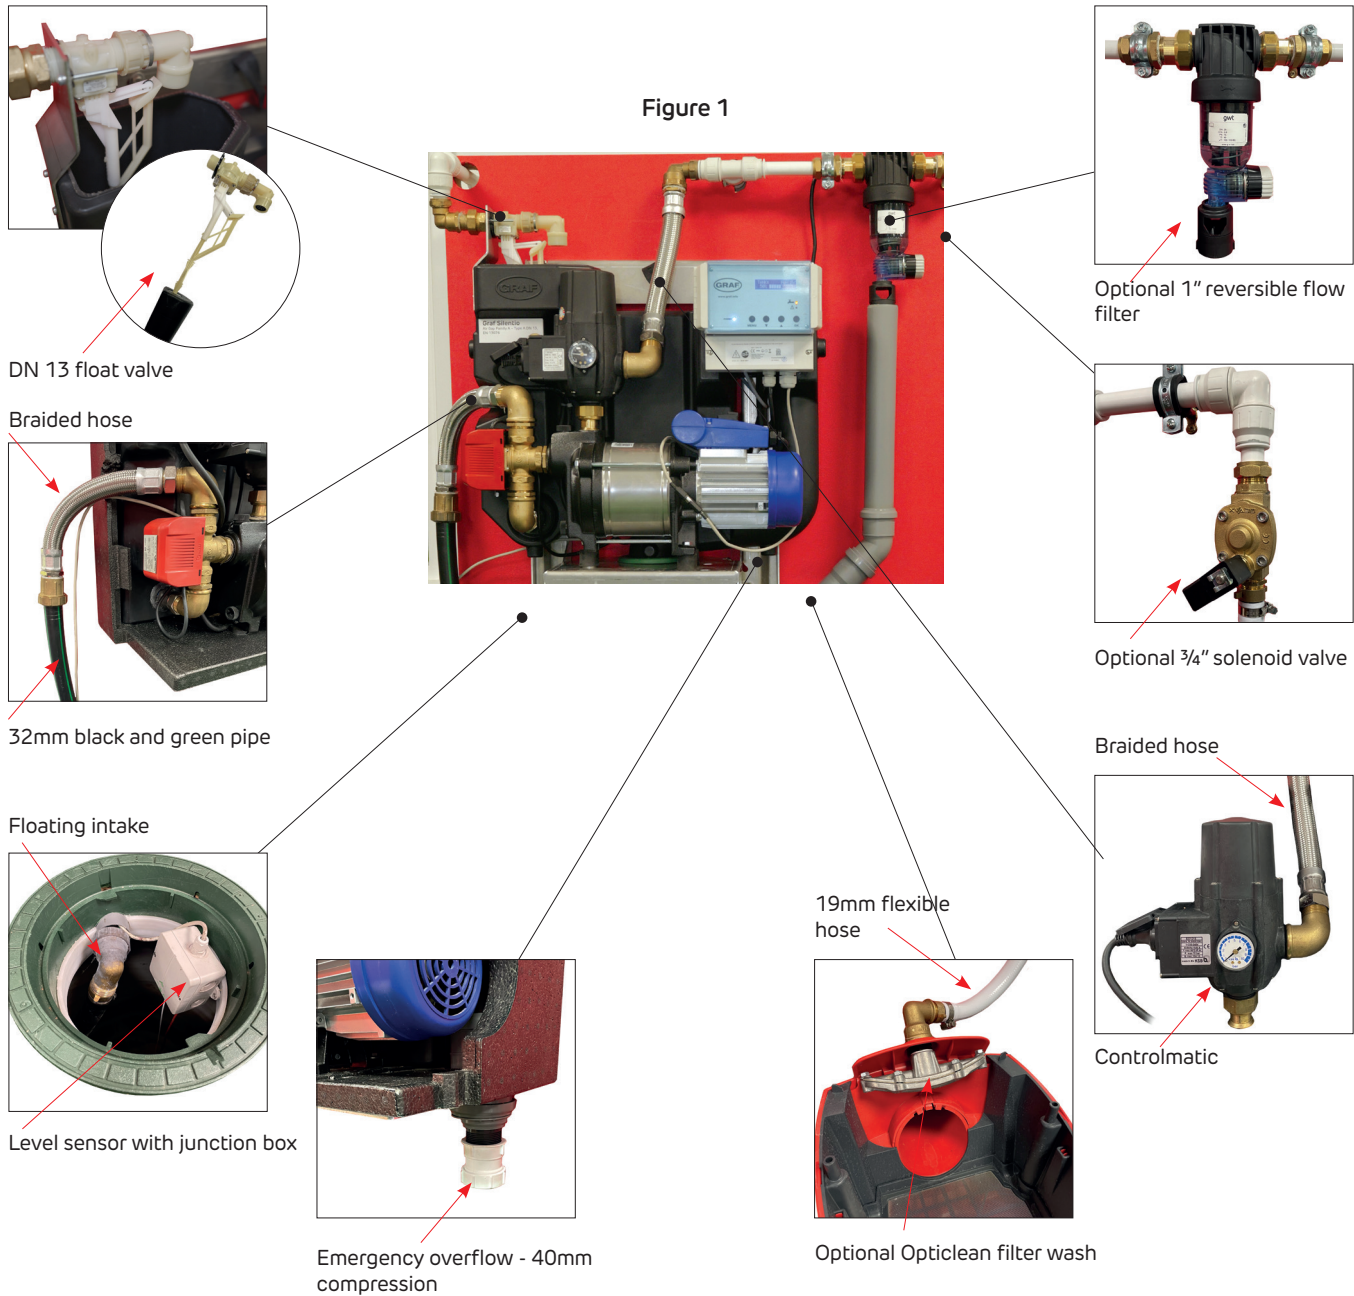 Figure 1
DN 13 float valve
Braided hose
32mm black and green pipe
Floating intake
Level sensor with junction box
Emergency overflow - 40mm
compression
19mm flexible
hose
Optional Opticlean filter wash
Optional 1" reversible flow
filter
Optional ¾" solenoid valve
Braided hose
Controlmatic
GRAF
Graf Silencio
GRAF
gwt